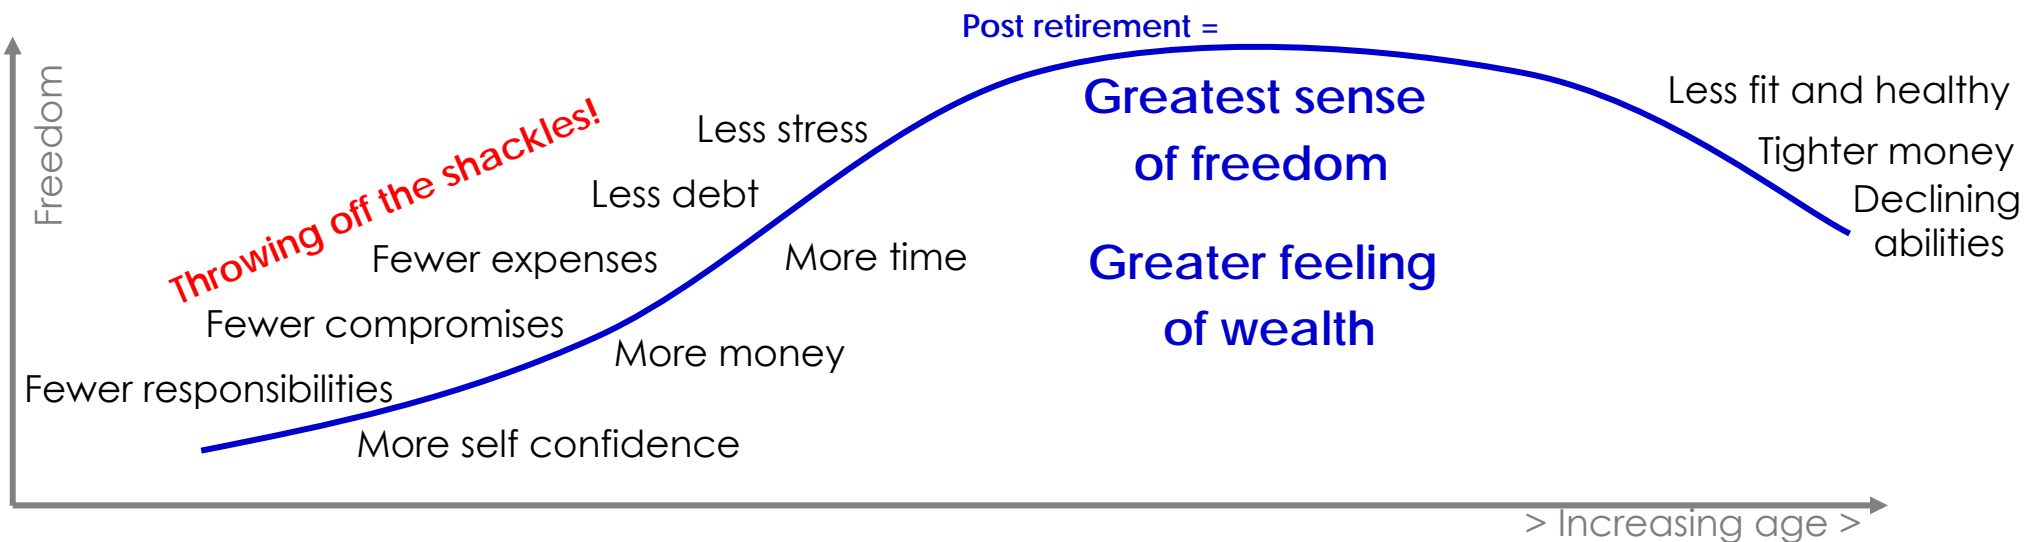 Post retirement =
Freedom
Throwing off the shackles!
Greatest sense
of freedom
Greater feeling
of wealth
Less stress
Less debt
Fewer expenses
More time
Fewer compromises
More money
Fewer responsibilities
More self confidence
Less fit and healthy
Tighter money
Declining
abilities
> Increasing age >